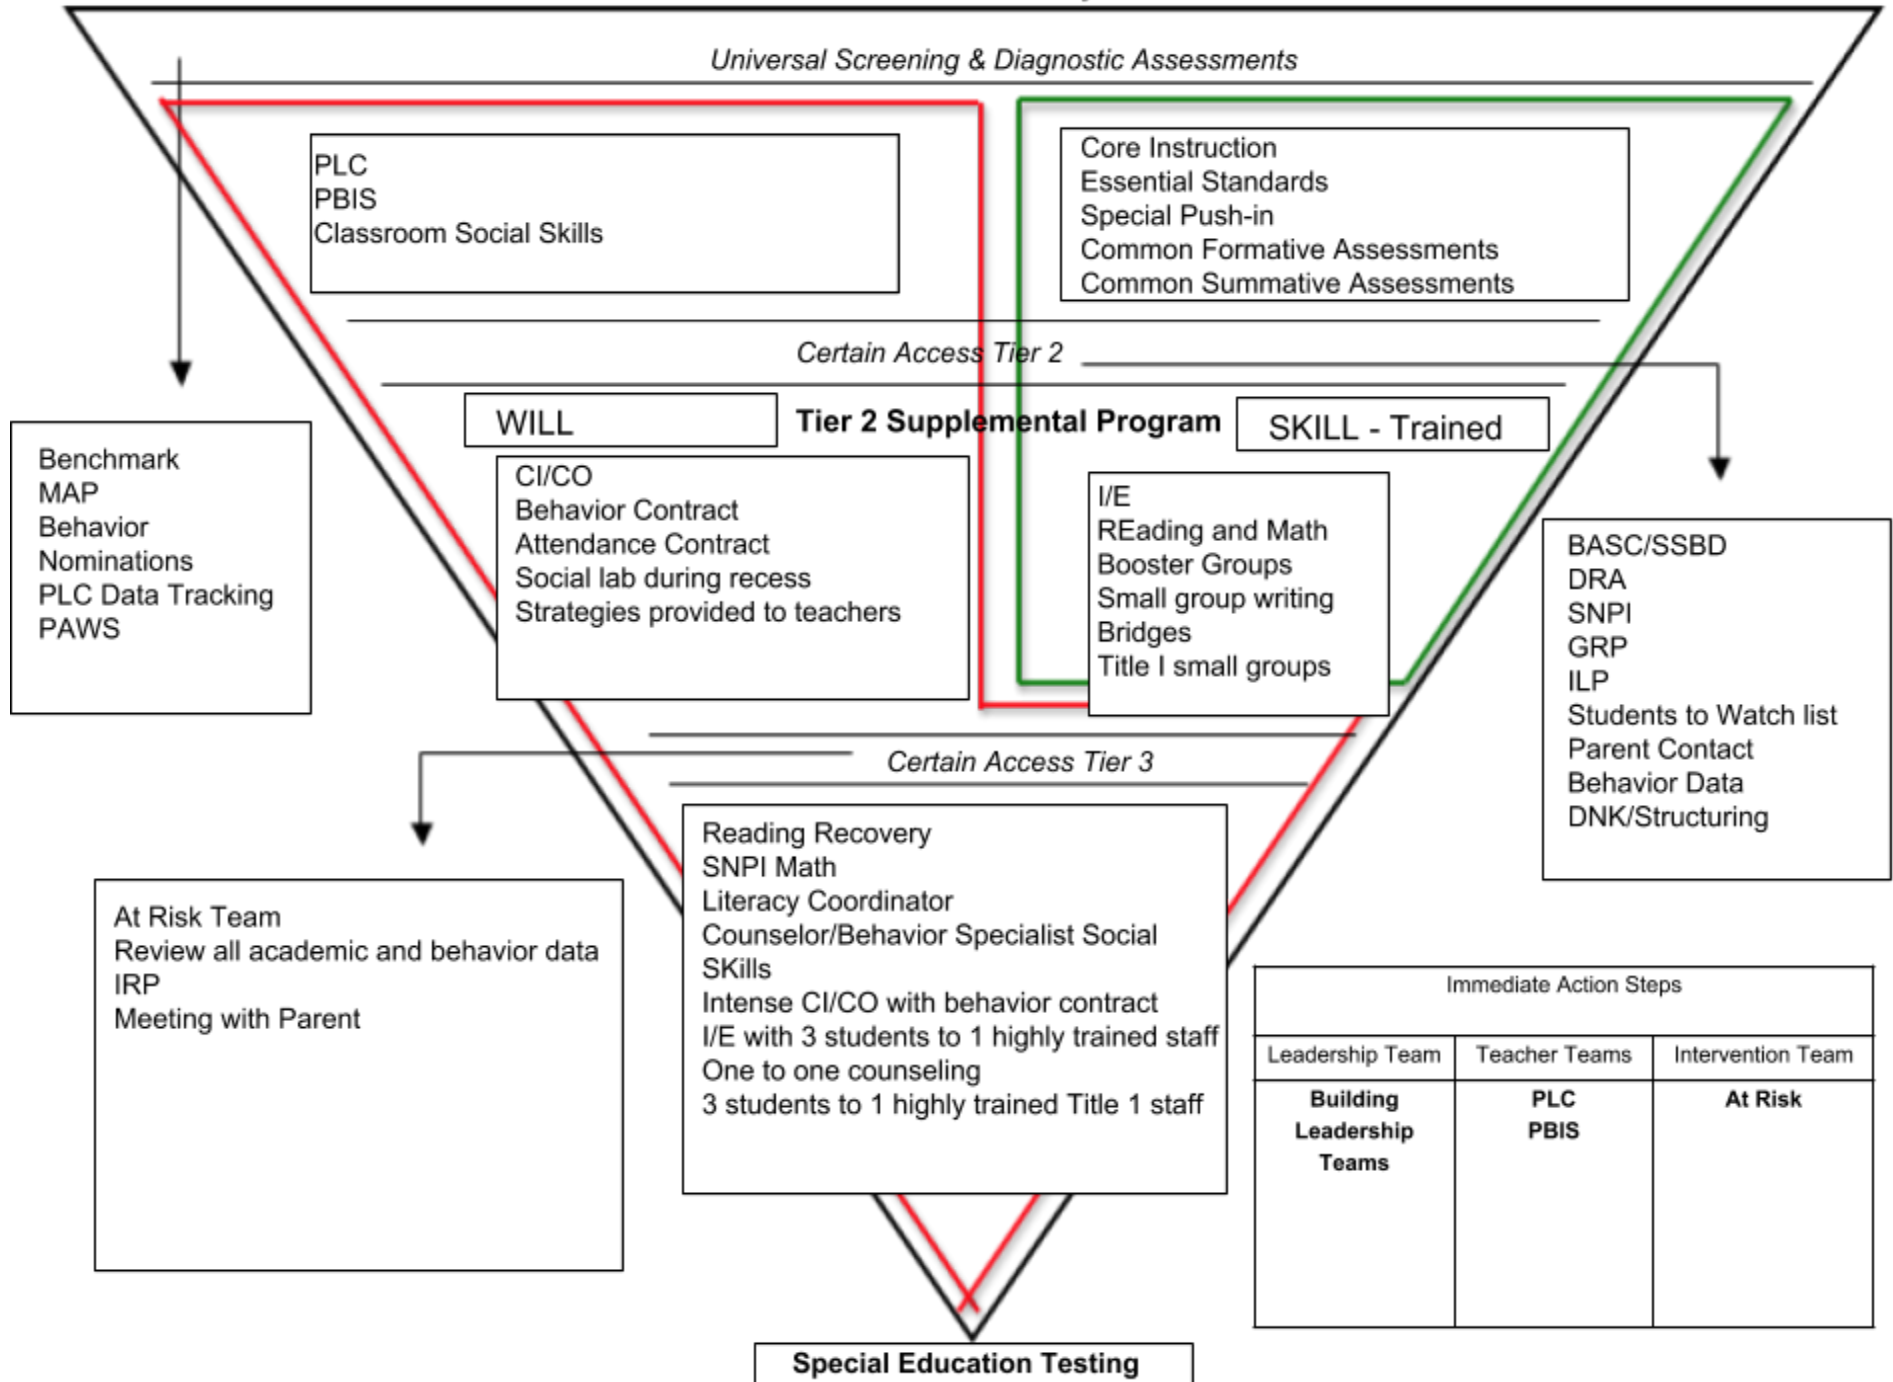 Universal Screening & Diagnostic Assessments
PLC
PBIS
Classroom Social Skills
Core Instruction
Essential Standards
Special Push-in
Common Formative Assessments
Common Summative Assessments
Certain Access Tier 2
WILL
Tier 2 Supplemental Program
SKILL - Trained
Benchmark
MAP
Behavior
Nominations
PLC Data Tracking
PAWS
CI/CO
Behavior Contract
Attendance Contract
Social lab during recess
Strategies provided to teachers
I/E
REading and Math
Booster Groups
Small group writing
Bridges
Title I small groups
BASC/SSBD
DRA
SNPI
GRP
ILP
Students to Watch list
Parent Contact
Behavior Data
DNK/Structuring
Certain Access Tier 3
At Risk Team
Review all academic and behavior data
IRP
Meeting with Parent
Reading Recovery
SNPI Math
Literacy Coordinator
Counselor/Behavior Specialist Social
SKills
Intense CI/CO with behavior contract
I/E with 3 students to 1 highly trained staff
One to one counseling
3 students to 1 highly trained Title 1 staff
Immediate Action Steps
Leadership Team
Teacher Teams
Intervention Team
Building
Leadership
Teams
PLC
PBIS
At Risk
Special Education Testing